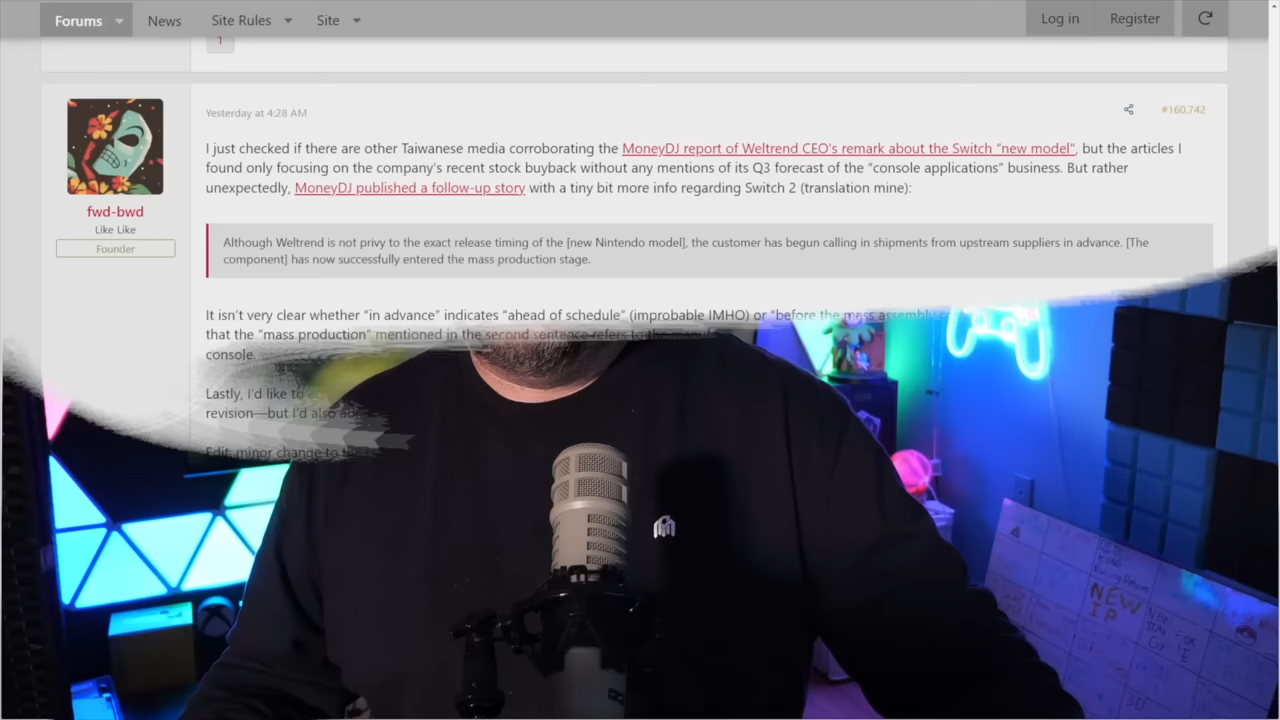 Forums
News
Site Rules
Site
Log in
Register
1
Yesterday at 4:28 AM
#160,742
fwd-bwd
Like Like
Founder
I just checked if there are other Taiwanese media corroborating the MoneyDJ report of Weltrend CEO's remark about the Switch "new model", but the articles I
found only focusing on the company's recent stock buyback without any mentions of its Q3 forecast of the "console applications" business. But rather
unexpectedly, MoneyDJ published a follow-up story with a tiny bit more info regarding Switch 2 (translation mine):
Although Weltrend is not privy to the exact release timing of the [new Nintendo model], the customer has begun calling in shipments from upstream suppliers in advance. [The
component] has now successfully entered the mass production stage.
It isn't very clear whether "in advance" indicates "ahead of schedule" (improbable IMHO) or "before the mass assembly
that the "mass production" mentioned in the second sentence refers to the
console.
Lastly, I'd like to
revision—but I'd also
Edit: minor change to the
NEW
IP